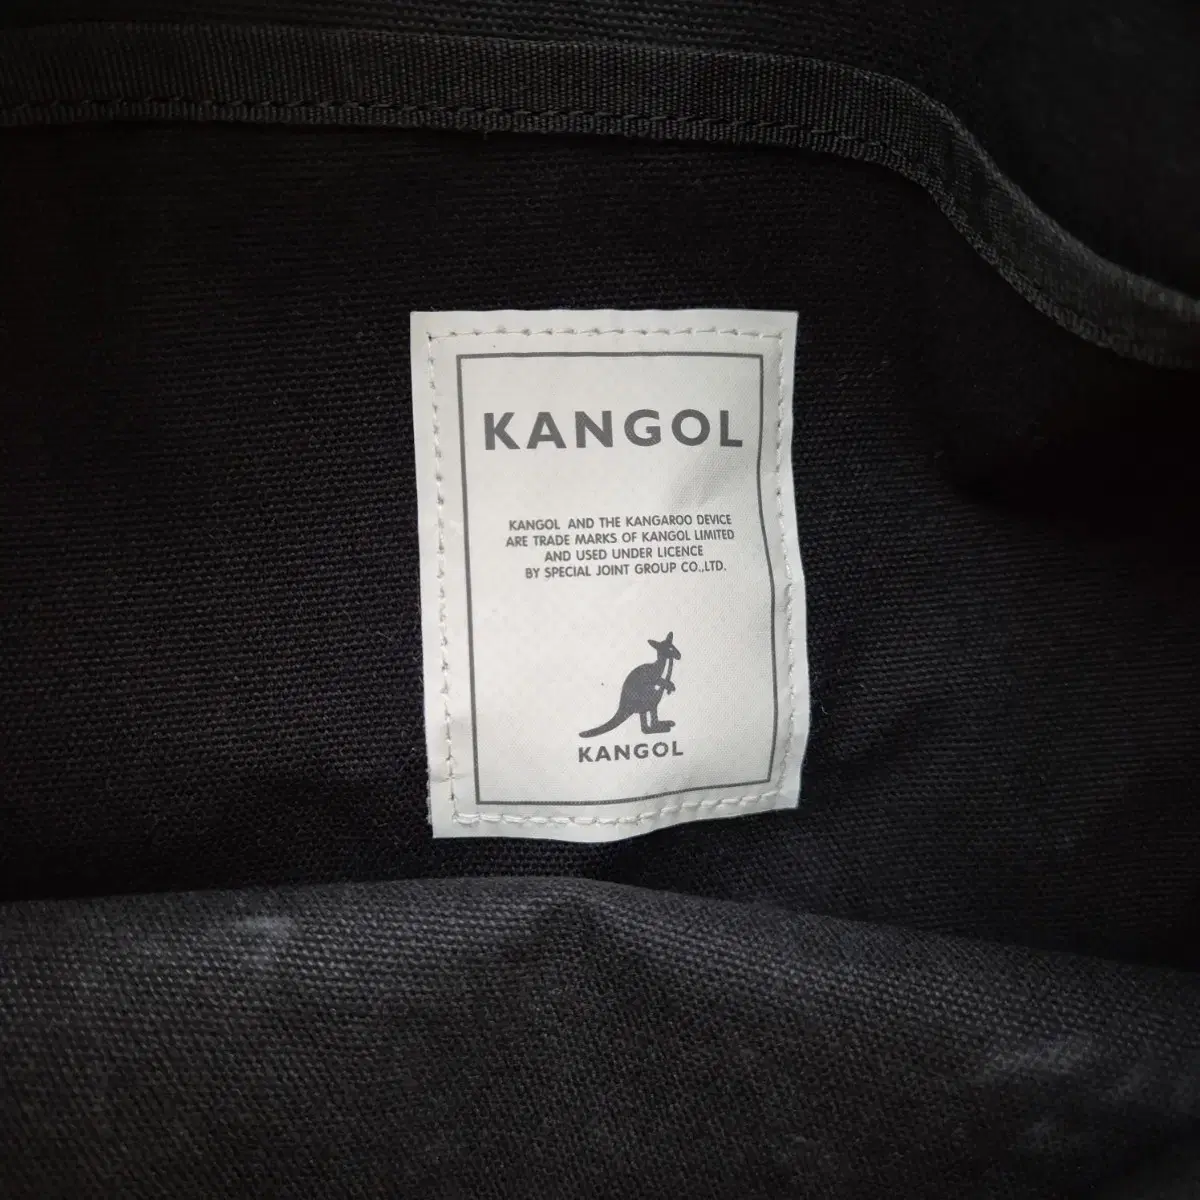 KANGOL
KANGOL AND THE KANGAROO DEVICE
ARE TRADE MARKS OF KANGOL LIMITED
AND USED UNDER LICENCE
BY SPECIAL JOINT GROUP CO.,LTD.
KANGOL